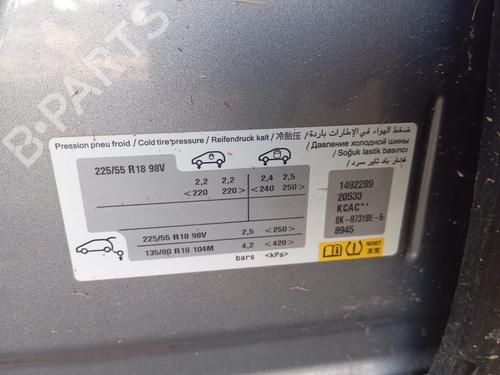 B-PARTS
Pression pneu froid / Cold tire pressure / Reifendruck kalt / 冷胎压 / ضغط الهواء في الإطارات باردة
/ Давление холодной шины
/ Soğuk lastik basıncı
225/55 R18 98V
2,2 2,2 2,4 2,5
<220 220> <240 250>
225/55 R18 98V 2,5 <250>
135/80 R18 104M 4,2 <420>
bars <kPa>
1492289
20533
KCAC**
8K-R7318E-5
8945
RESET